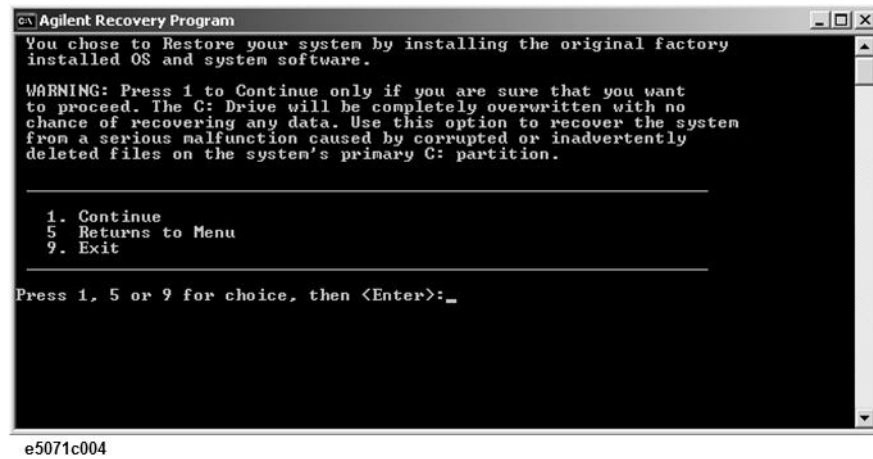 Agilent Recovery Program
You chose to Restore your system by installing the original factory
installed OS and system software.
WARNING: Press 1 to Continue only if you are sure that you want
to proceed. The C: Drive will be completely overwritten with no
chance of recovering any data. Use this option to recover the system
from a serious malfunction caused by corrupted or inadvertently
deleted files on the system's primary C: partition.
1. Continue
5 Returns to Menu
9. Exit
Press 1, 5 or 9 for choice, then <Enter>:_
e5071c004